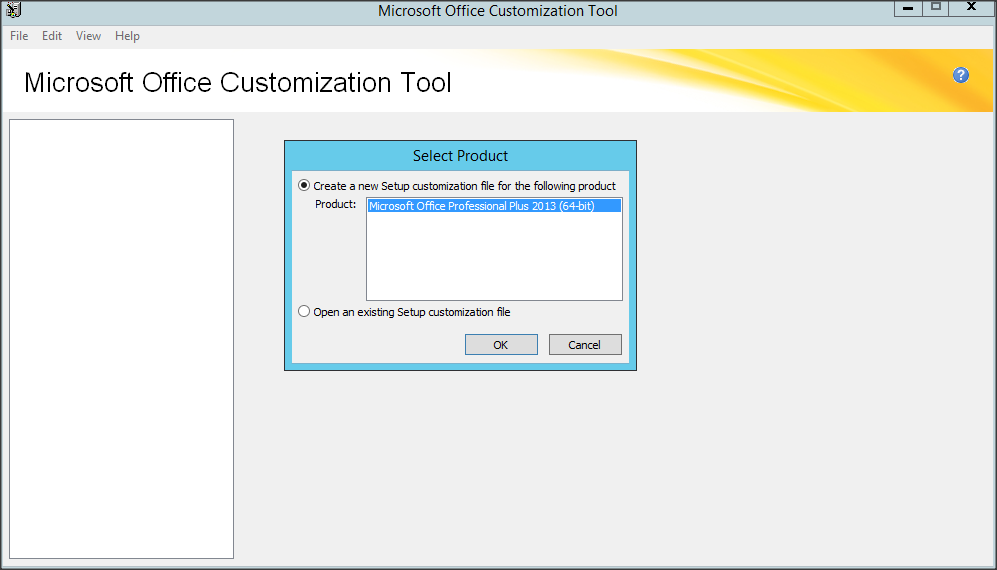 Microsoft Office Customization Tool
File Edit View Help
Microsoft Office Customization Tool
?
Select Product
Create a new Setup customization file for the following product
Product:
Microsoft Office Professional Plus 2013 (64-bit)
Open an existing Setup customization file
OK Cancel